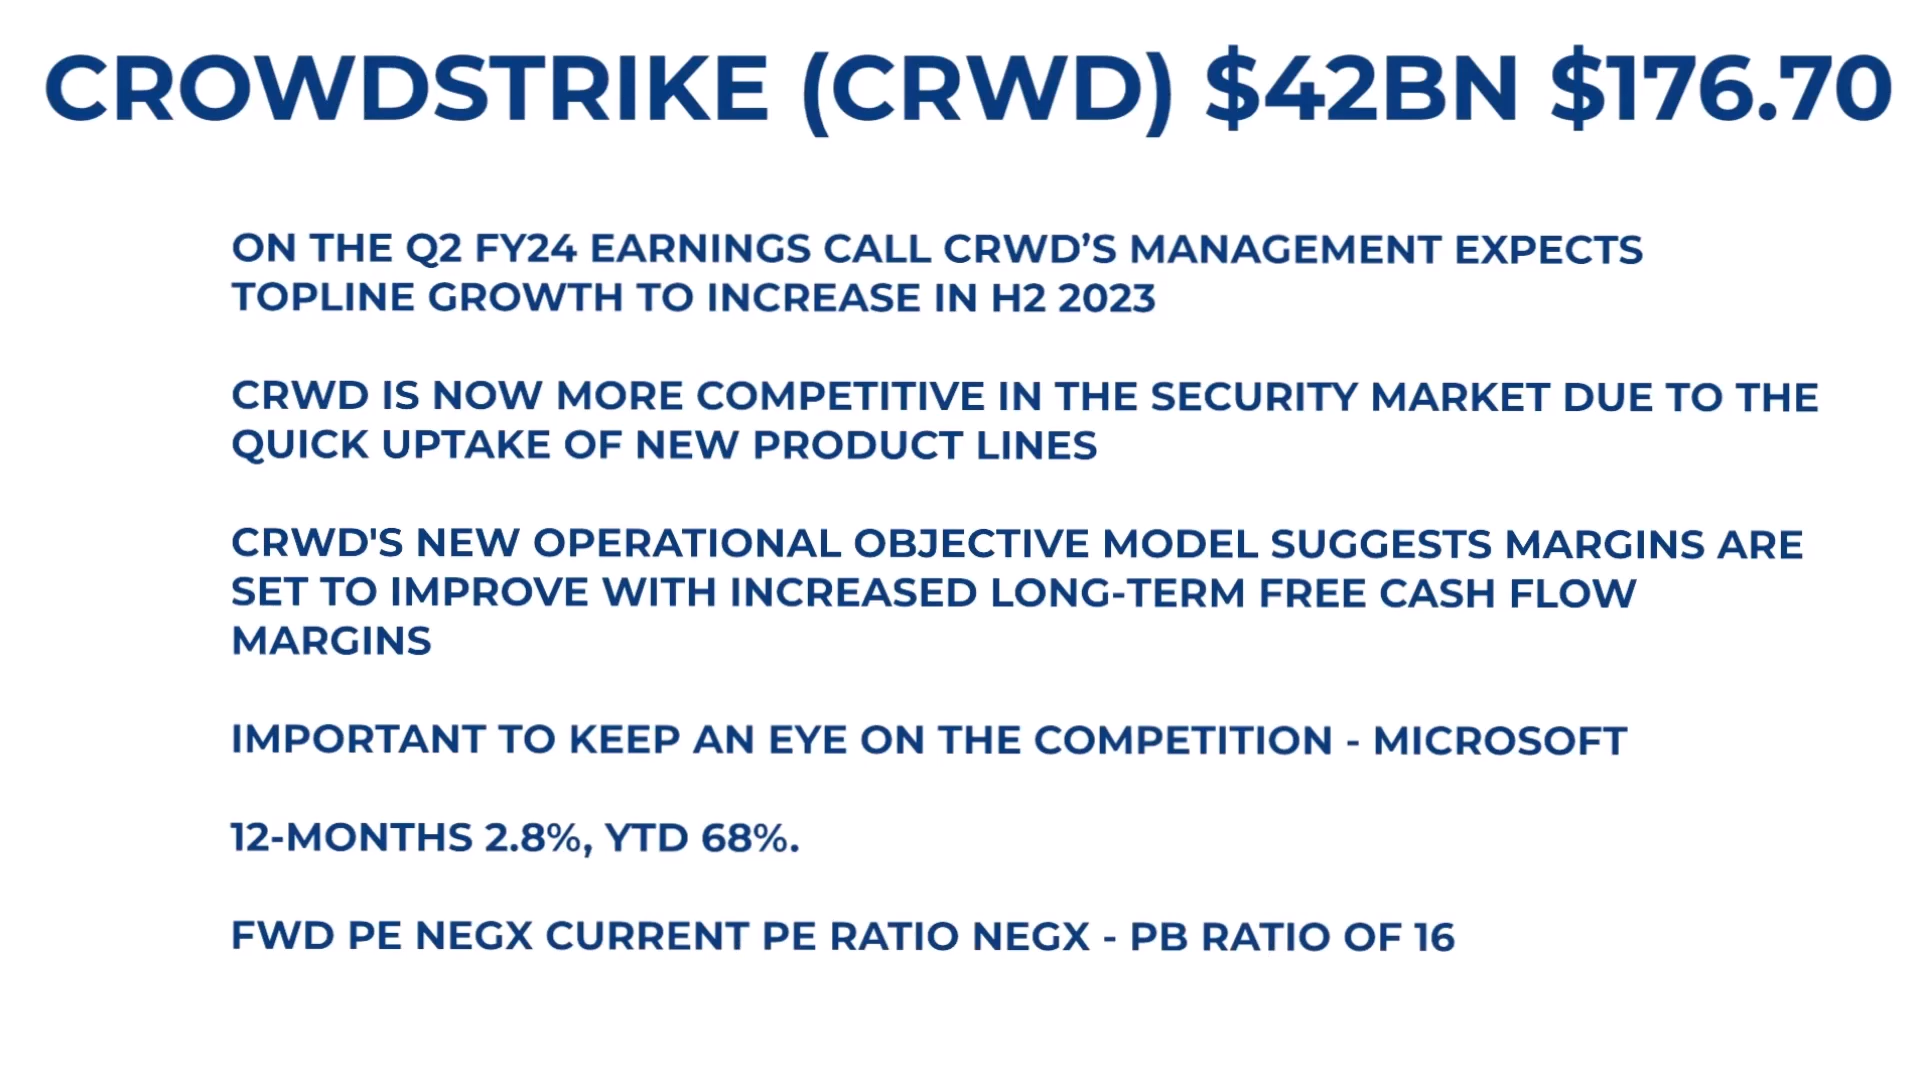 CROWDSTRIKE (CRWD) $42BN $176.70
ON THE Q2 FY24 EARNINGS CALL CRWD’S MANAGEMENT EXPECTS
TOPLINE GROWTH TO INCREASE IN H2 2023
CRWD IS NOW MORE COMPETITIVE IN THE SECURITY MARKET DUE TO THE
QUICK UPTAKE OF NEW PRODUCT LINES
CRWD'S NEW OPERATIONAL OBJECTIVE MODEL SUGGESTS MARGINS ARE
SET TO IMPROVE WITH INCREASED LONG-TERM FREE CASH FLOW
MARGINS
IMPORTANT TO KEEP AN EYE ON THE COMPETITION - MICROSOFT
12-MONTHS 2.8%, YTD 68%.
FWD PE NEGX CURRENT PE RATIO NEGX - PB RATIO OF 16